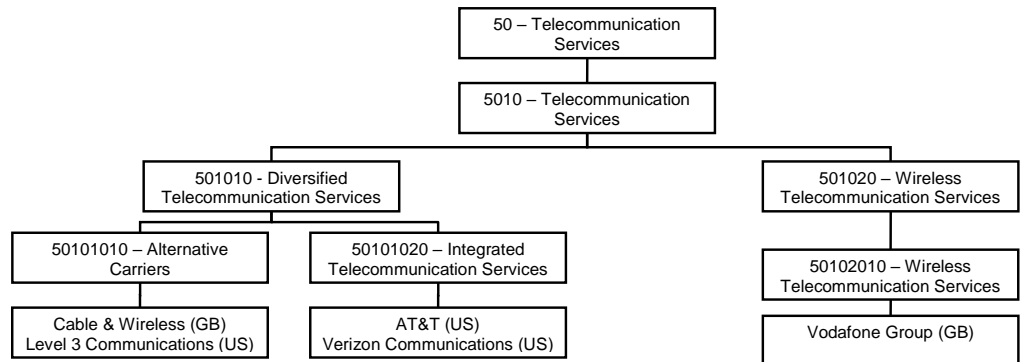 50 – Telecommunication
Services
5010 – Telecommunication
Services
501010 - Diversified
Telecommunication Services
501020 – Wireless
Telecommunication Services
50101010 – Alternative
Carriers
50101020 – Integrated
Telecommunication Services
50102010 – Wireless
Telecommunication Services
Cable & Wireless (GB)
Level 3 Communications (US)
AT&T (US)
Verizon Communications (US)
Vodafone Group (GB)